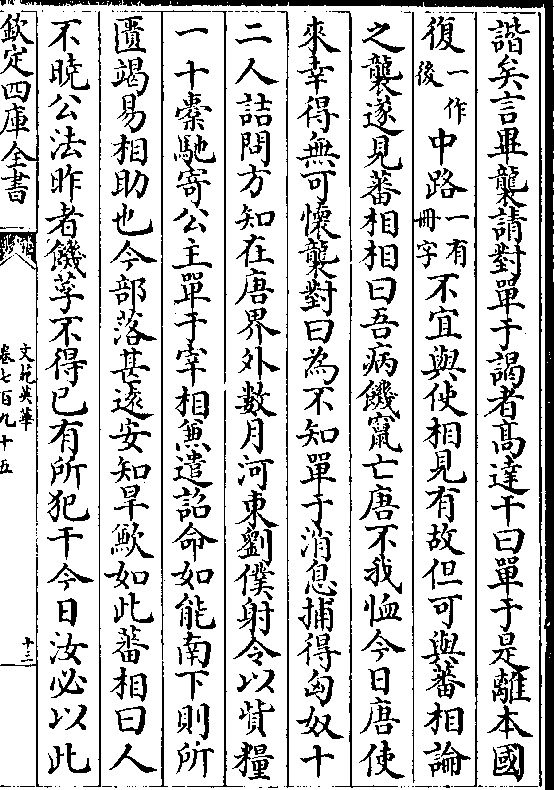 諧矣言畢襲請對單于謁者高達干曰單于是離本國
復一作後中路一有冊字不宜與使相見有故但可與蕃相論
之襲遂見蕃相相曰吾病饑竄亡唐不我恤今日唐使
來幸得無可懷襲對曰為不知單于消息捕得匈奴十
二人詰問方知在唐界外數月河東劉僕射令以貲糧
一十橐駞寄公主單于宰相兼遣詔命如能南下則所
匱竭易相助也今部落甚遠安知旱歉如此蕃相曰人
不曉公法昨者饑莩不得已有所犯干今日汝必以此
欽定四庫全書
文苑英華
卷七百九十五
十三